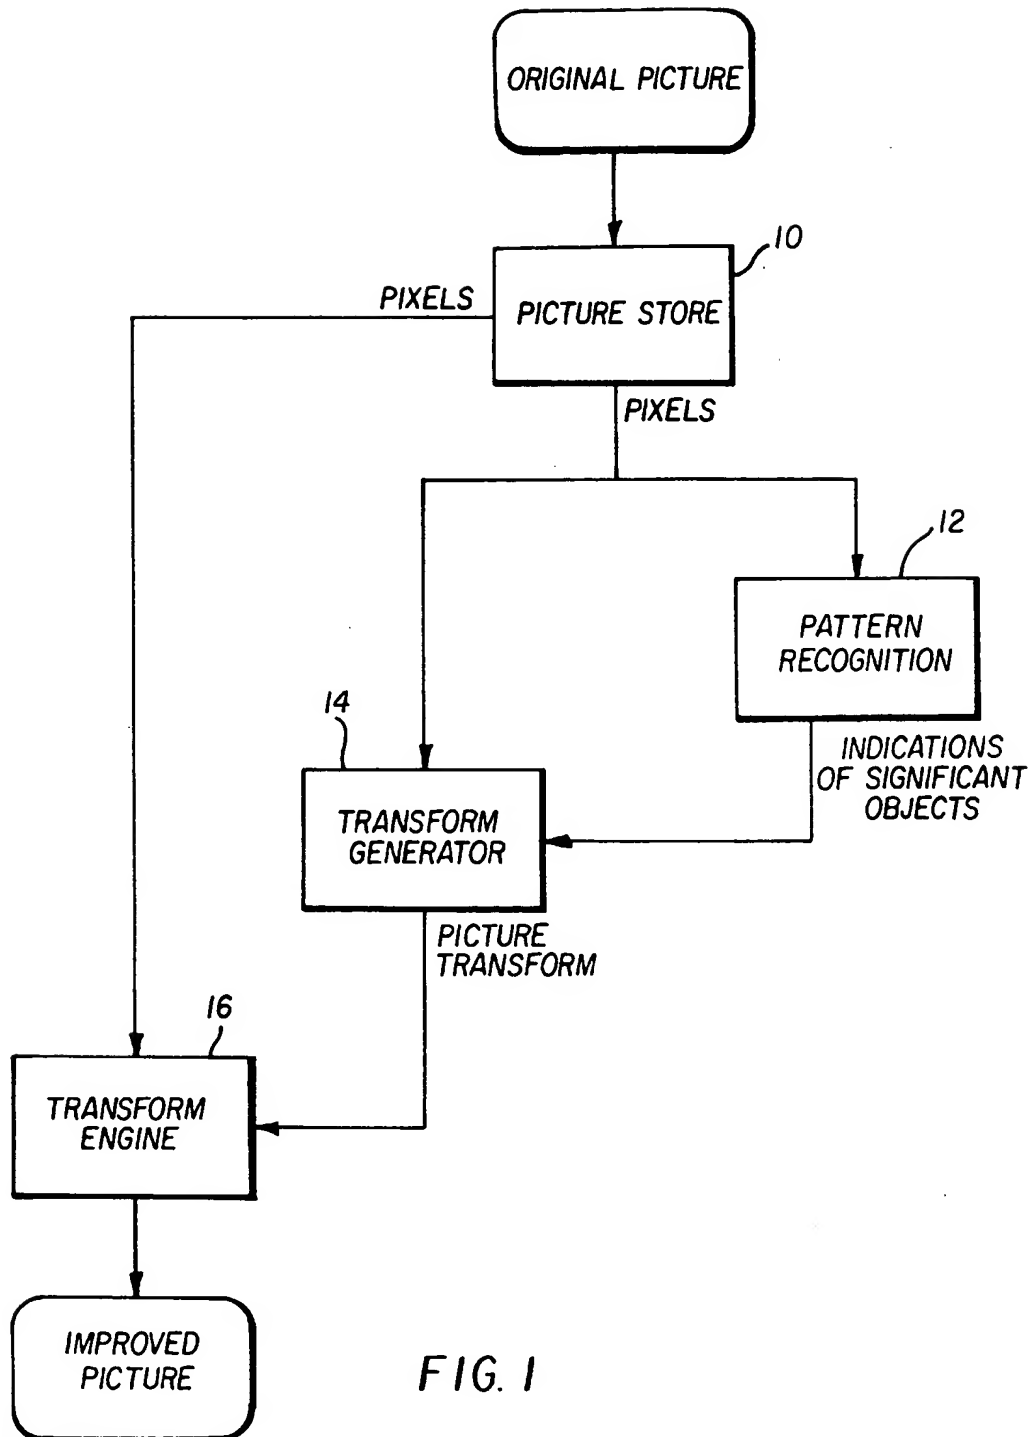 ORIGINAL PICTURE
10
PIXELS
PICTURE STORE
PIXELS
12
PATTERN
RECOGNITION
14
INDICATIONS
OF SIGNIFICANT
OBJECTS
TRANSFORM
GENERATOR
PICTURE
TRANSFORM
16
TRANSFORM
ENGINE
IMPROVED
PICTURE
FIG. 1